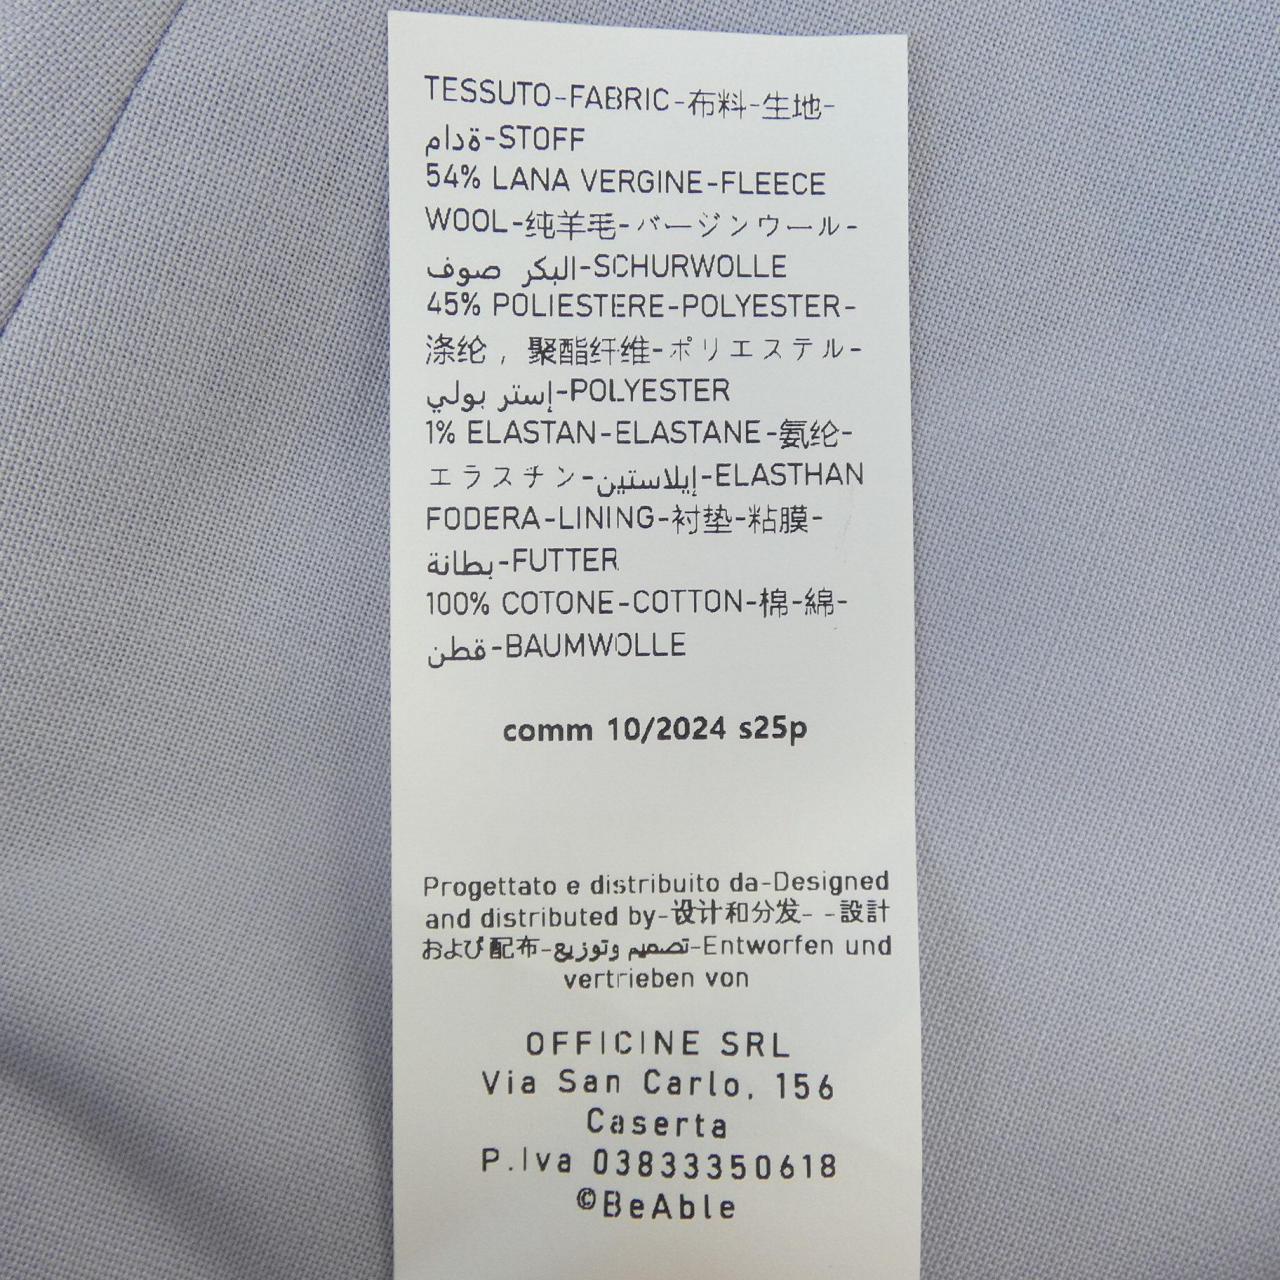 TESSUTO-FABRIC-布料-生地-
ةدام-STOFF
54% LANA VERGINE-FLEECE
WOOL-纯羊毛-バージンウール-
البكر صوف-SCHURWOLLE
45% POLIESTERE-POLYESTER-
涤纶，聚酯纤维-ポリエステル-
إستر بولي-POLYESTER
1% ELASTAN-ELASTANE-氨纶-
エラスチン-إيلاستين-ELASTHAN
FODERA-LINING-衬垫-粘膜-
بطانة-FUTTER
100% COTONE-COTTON-棉-綿-
قطن-BAUMWOLLE
comm 10/2024 s25p
Progettato e distribuito da-Designed
and distributed by-设计和分发- -設計
および配布-تصميم وتوزيع-Entworfen und
vertrieben von
OFFICINE SRL
Via San Carlo, 156
Caserta
P.Iva 03833350618
©BeAble